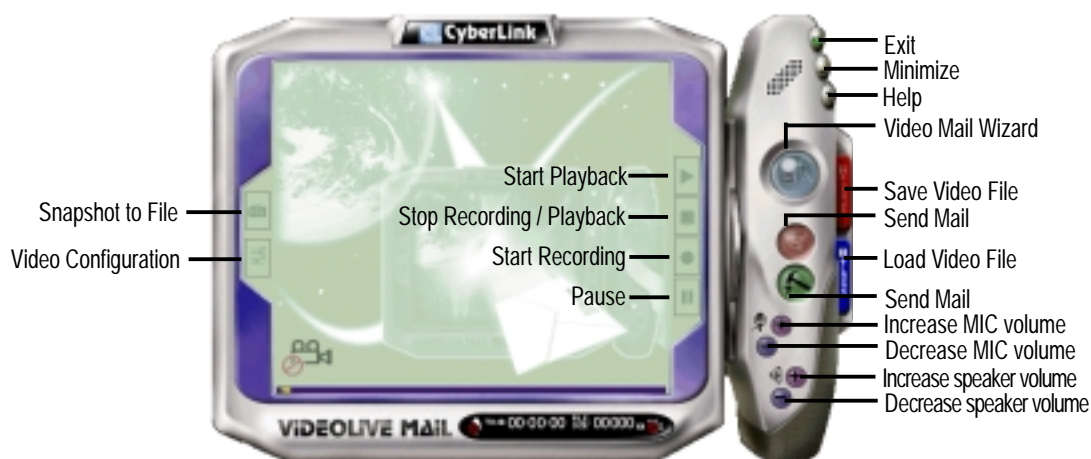 CyberLink
Exit
Minimize
Help
Video Mail Wizard
Start Playback
Save Video File
Snapshot to File
Stop Recording / Playback
Send Mail
Video Configuration
Start Recording
Load Video File
Pause
Send Mail
Increase MIC volume
Decrease MIC volume
Increase speaker volume
Decrease speaker volume
VIDEOLIVE MAIL
00:00:00
00000